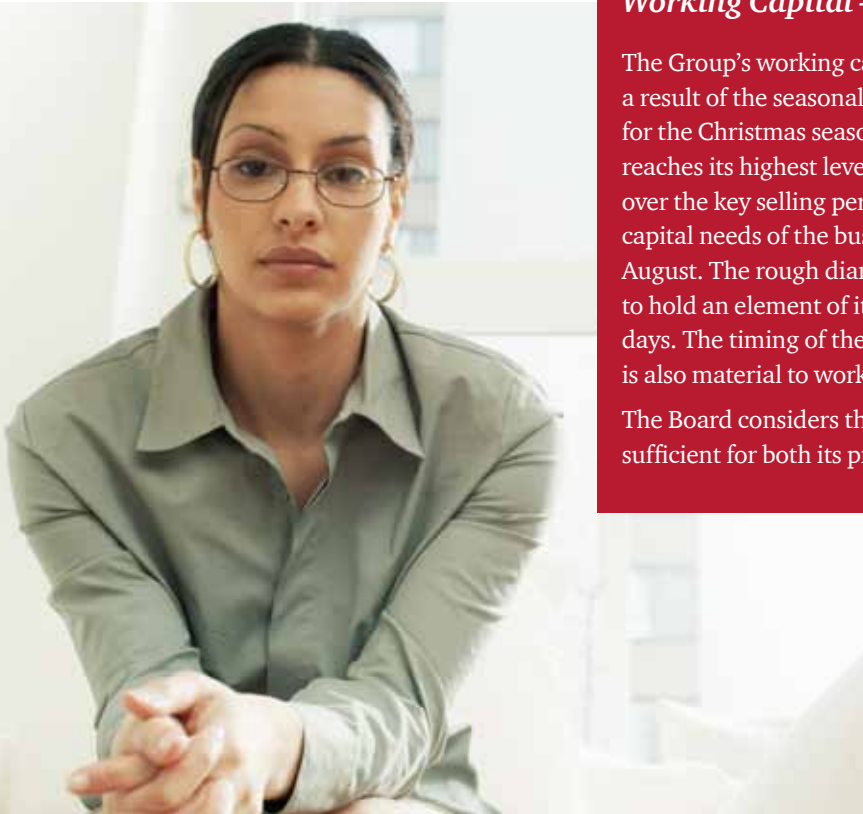 Working Capital
The Group’s working ca
a result of the seasonal
for the Christmas seaso
reaches its highest leve
over the key selling per
capital needs of the bus
August. The rough diam
to hold an element of it
days. The timing of the
is also material to work
The Board considers th
sufficient for both its p